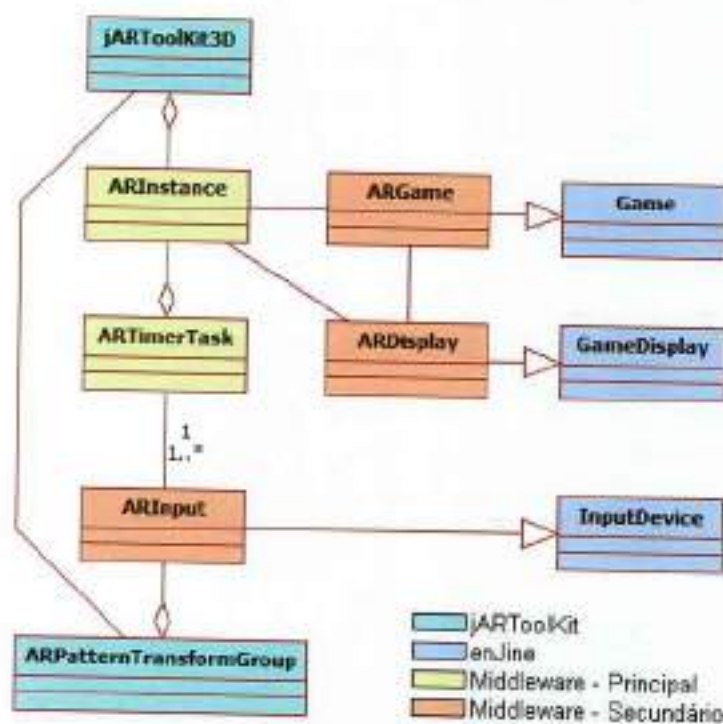 jARToolKit3D
ARInstance
ARGame
Game
ARTimerTask
ARDisplay
GameDisplay
1
1..*
ARInput
InputDevice
ARPatternTransformGroup
jARToolKit
enJine
Middleware - Principal
Middleware - Secundário